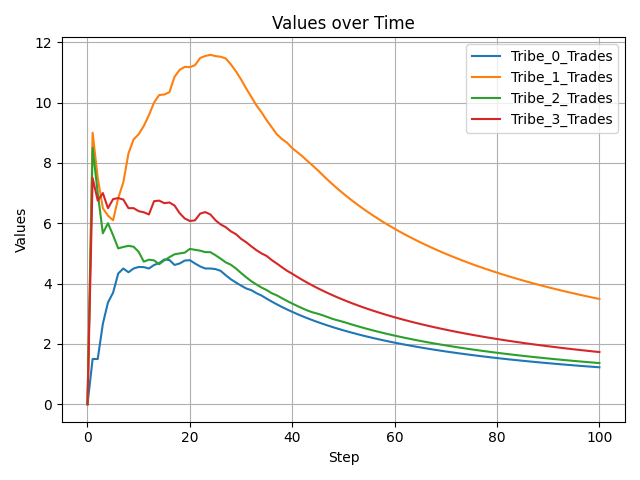 Values over Time
Tribe_0_Trades
Tribe_1_Trades
Tribe_2_Trades
Tribe_3_Trades
Values
12
10
8
6
4
2
0
0 20 40 60 80 100
Step